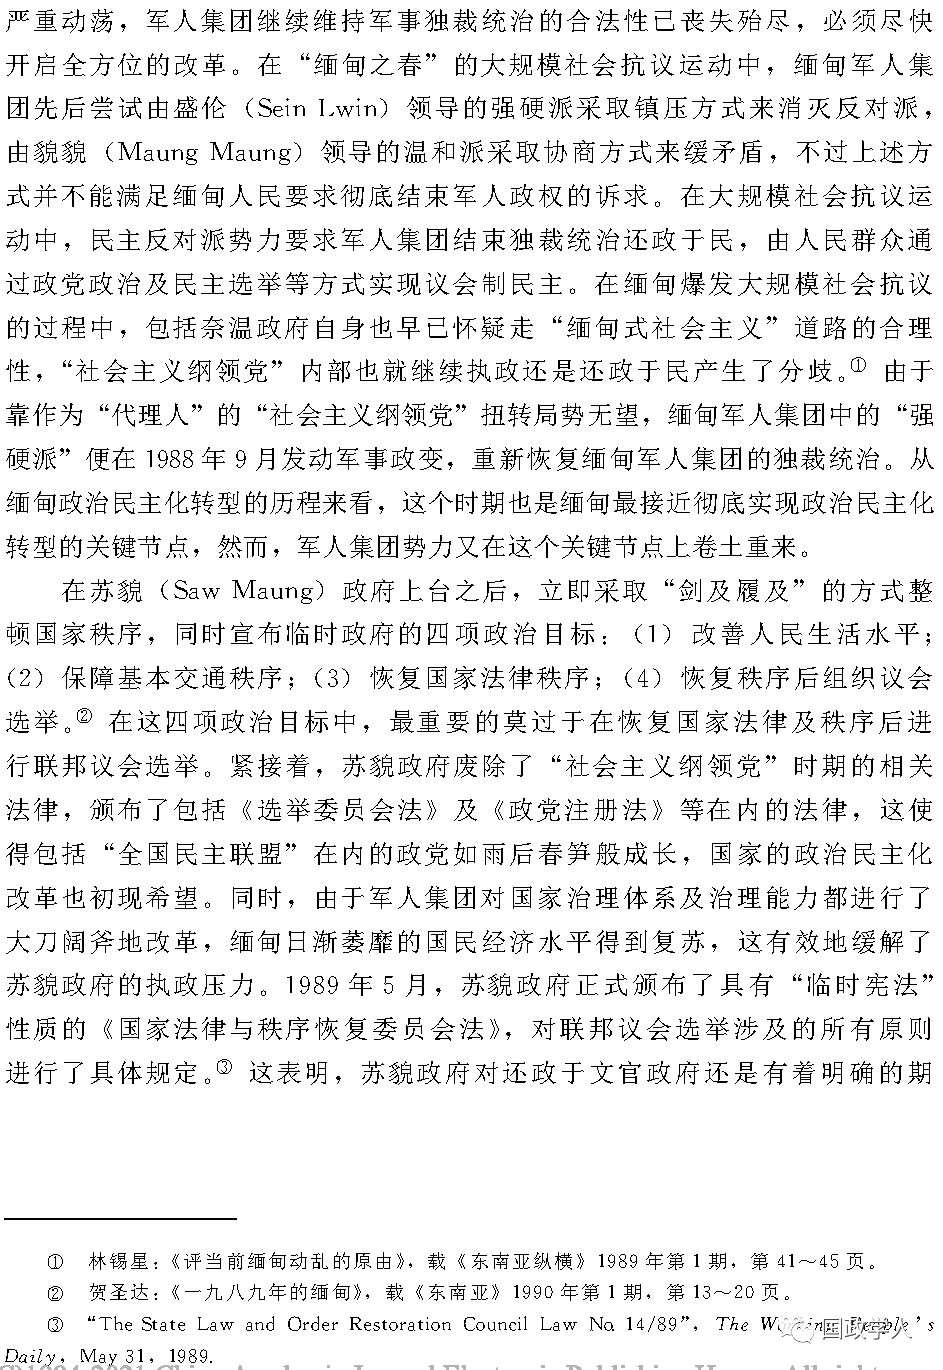 严重动荡，军人集团继续维持军事独裁统治的合法性已丧失殆尽，必须尽快
开启全方位的改革。在“缅甸之春”的大规模社会抗议运动中，缅甸军人集
团先后尝试由盛伦（Sein Lwin）领导的强硬派采取镇压方式来消灭反对派，
由貌貌（Maung Maung）领导的温和派采取协商方式来缓矛盾，不过上述方
式并不能满足缅甸人民要求彻底结束军人政权的诉求。在大规模社会抗议运
动中，民主反对派势力要求军人集团结束独裁统治还政于民，由人民群众通
过政党政治及民主选举等方式实现议会制民主。在缅甸爆发大规模社会抗议
的过程中，包括奈温政府自身也早已怀疑走“缅甸式社会主义”道路的合理
性，“社会主义纲领党”内部也就继续执政还是还政于民产生了分歧。① 由于
靠作为“代理人”的“社会主义纲领党”扭转局势无望，缅甸军人集团中的“强
硬派”便在 1988 年 9 月发动军事政变，重新恢复缅甸军人集团的独裁统治。从
缅甸政治民主化转型的历程来看，这个时期也是缅甸最接近彻底实现政治民主化
转型的关键节点，然而，军人集团势力又在这个关键节点上卷土重来。
在苏貌（Saw Maung）政府上台之后，立即采取“剑及履及”的方式整
顿国家秩序，同时宣布临时政府的四项政治目标：（1） 改善人民生活水平；
（2） 保障基本交通秩序；（3） 恢复国家法律秩序；（4） 恢复秩序后组织议会
选举。② 在这四项政治目标中，最重要的莫过于在恢复国家法律及秩序后进
行联邦议会选举。紧接着，苏貌政府废除了“社会主义纲领党”时期的相关
法律，颁布了包括《选举委员会法》及《政党注册法》等在内的法律，这使
得包括“全国民主联盟”在内的政党如雨后春笋般成长，国家的政治民主化
改革也初现希望。同时，由于军人集团对国家治理体系及治理能力都进行了
大刀阔斧地改革，缅甸日渐萎靡的国民经济水平得到复苏，这有效地缓解了
苏貌政府的执政压力。1989 年 5 月，苏貌政府正式颁布了具有“临时宪法”
性质的《国家法律与秩序恢复委员会法》，对联邦议会选举涉及的所有原则
进行了具体规定。③ 这表明，苏貌政府对还政于文官政府还是有着明确的期
① 林锡星：《评当前缅甸动乱的原由》，载《东南亚纵横》1989 年第 1 期，第 41～45 页。
② 贺圣达：《一九八九年的缅甸》，载《东南亚》1990 年第 1 期，第 13～20 页。
③ “The State Law and Order Restoration Council Law No. 14/89”，The Working People's
Daily，May 31，1989.
国政学人